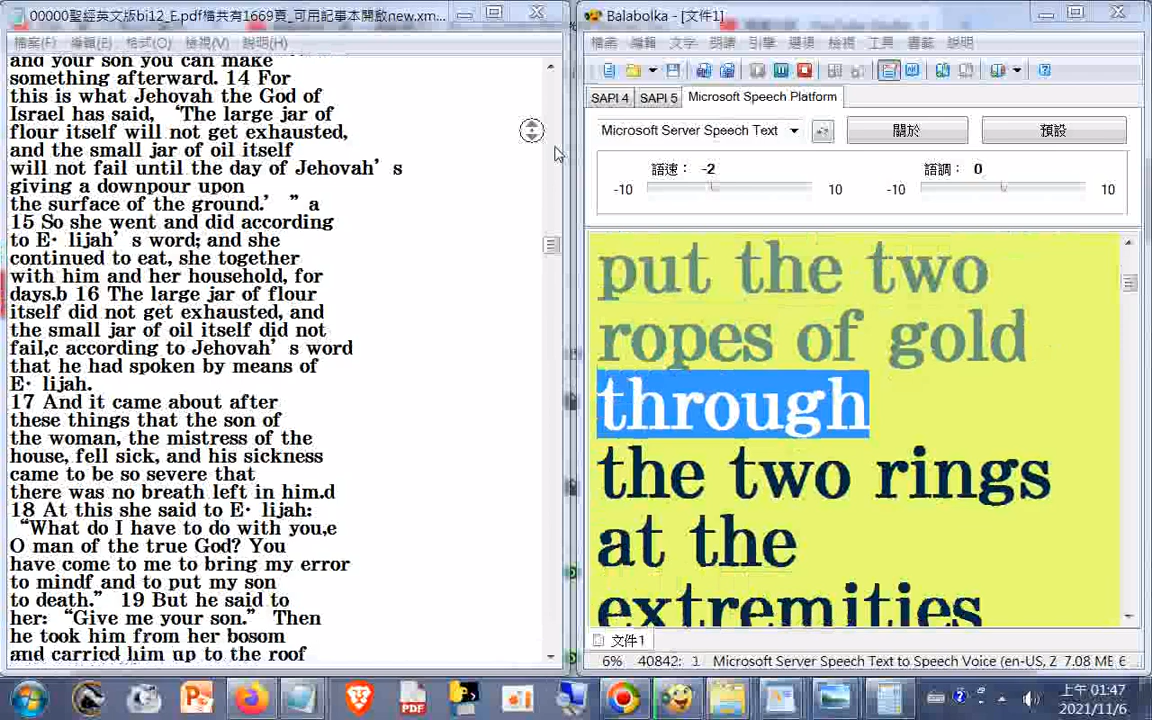 00000聖經英文版bi12_E.pdf檔共有1669頁_可用記事本開啟new.xm...
檔案(F) 編輯(E) 格式(O) 檢視(V) 說明(H)
and your son you can make
something afterward. 14 For
this is what Jehovah the God of
Israel has said, ‘The large jar of
flour itself will not get exhausted,
and the small jar of oil itself
will not fail until the day of Jehovah’s
giving a downpour upon
the surface of the ground.’ ”a
15 So she went and did according
to E·lijah’s word; and she
continued to eat, she together
with him and her household, for
days.b 16 The large jar of flour
itself did not get exhausted, and
the small jar of oil itself did not
fail,c according to Jehovah’s word
that he had spoken by means of
E·lijah.
17 And it came about after
these things that the son of
the woman, the mistress of the
house, fell sick, and his sickness
came to be so severe that
there was no breath left in him.d
18 At this she said to E·lijah:
“What do I have to do with you,e
O man of the true God? You
have come to me to bring my error
to mindf and to put my son
to death.” 19 But he said to
her: “Give me your son.” Then
he took him from her bosom
and carried him up to the roof
Balabolka - [文件1]
檔案 編輯 文字 朗讀 引擎 選項 檢視 工具 書籤 說明
SAPI 4 SAPI 5 Microsoft Speech Platform
Microsoft Server Speech Text 關於 預設
語速： -2 語調： 0
-10 10 -10 10
put the two
ropes of gold
through
the two rings
at the
extremities
文件1
6% 40842: 1 Microsoft Server Speech Text to Speech Voice (en-US, Z 7.08 ME 6
PDF
上午 01:47
2021/11/6